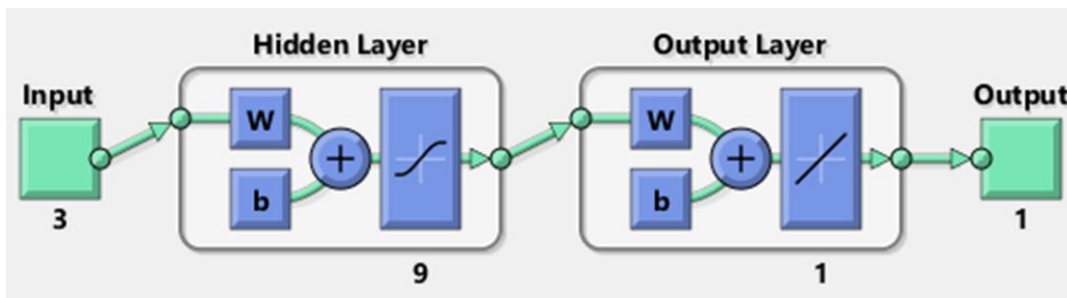 Hidden Layer
Output Layer
Input
Output
W
+
b
W
+
b
3
9
1
1